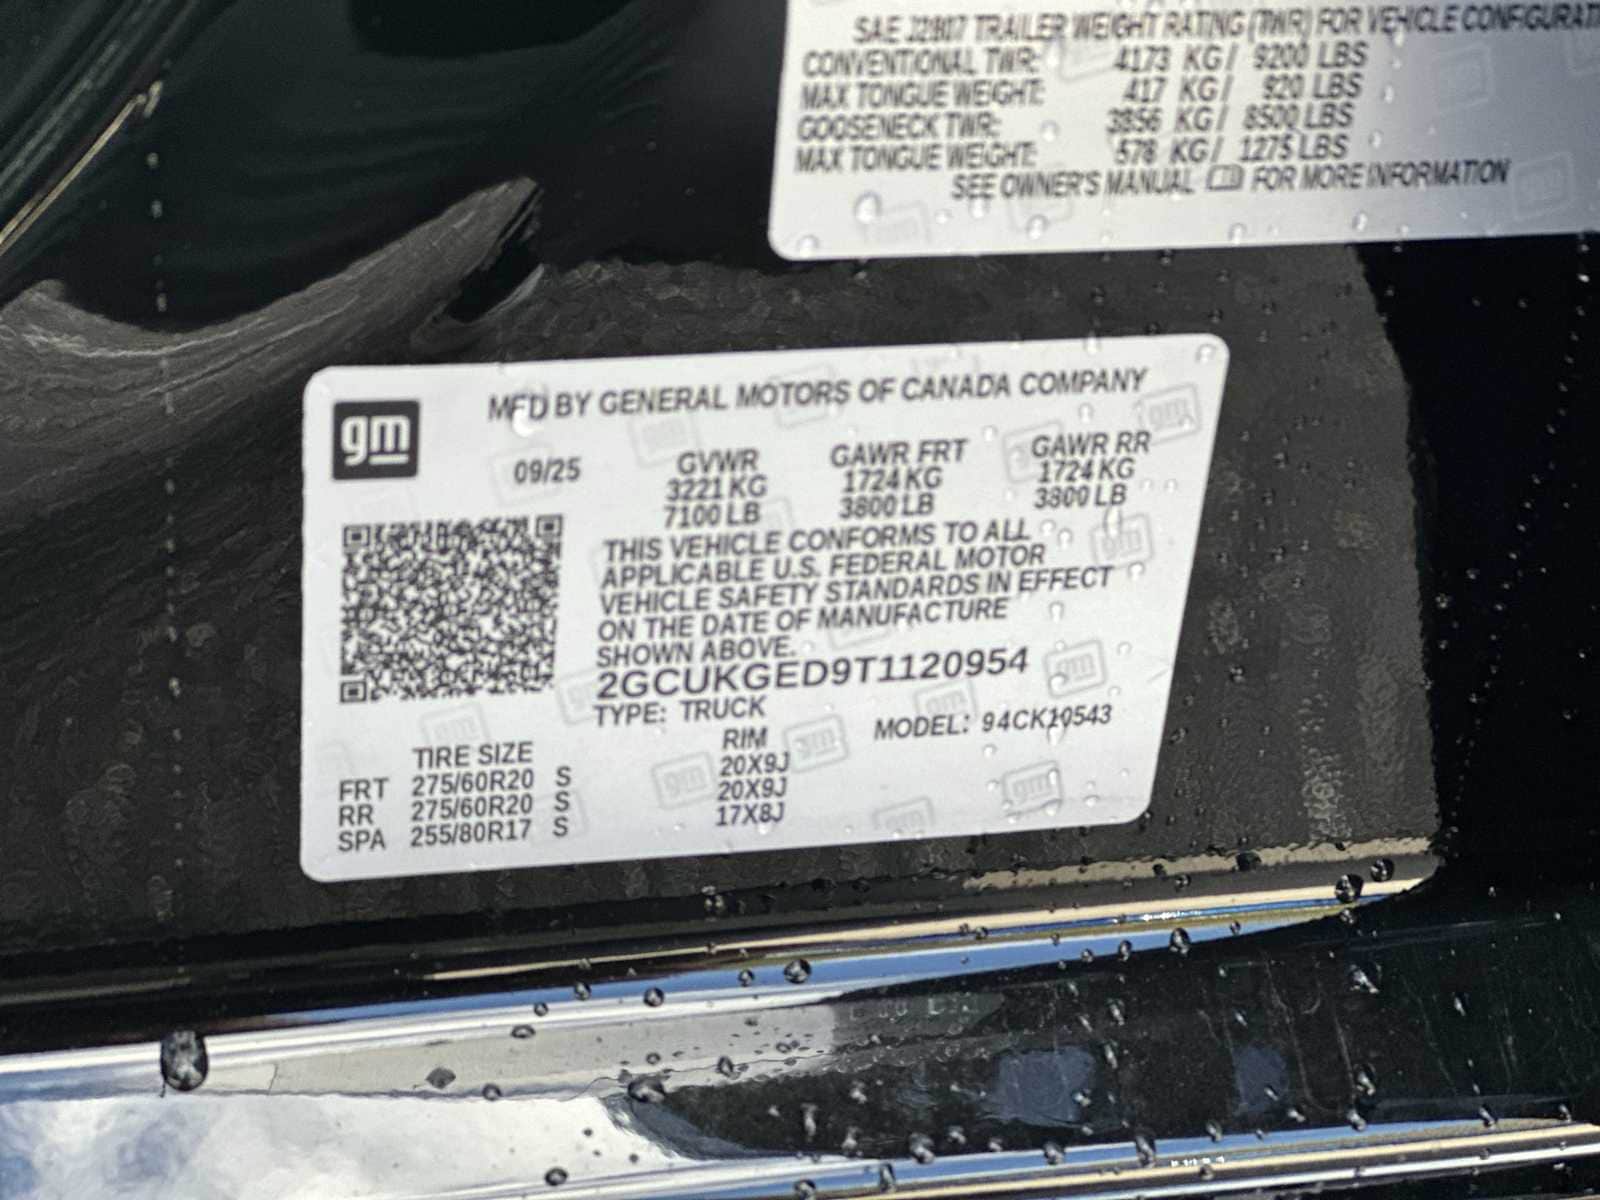 SAE J2807 TRAILER WEIGHT RATING (TWR) FOR VEHICLE CONFIGURATI
CONVENTIONAL TWR: 4173 KG / 9200 LBS
MAX TONGUE WEIGHT: 417 KG / 920 LBS
GOOSENECK TWR: 3856 KG / 8500 LBS
MAX TONGUE WEIGHT: 578 KG / 1275 LBS
SEE OWNER'S MANUAL FOR MORE INFORMATION
gm
MFD BY GENERAL MOTORS OF CANADA COMPANY
09/25 GVWR GAWR FRT GAWR RR
3221 KG 1724 KG 1724 KG
7100 LB 3800 LB 3800 LB
THIS VEHICLE CONFORMS TO ALL
APPLICABLE U.S. FEDERAL MOTOR
VEHICLE SAFETY STANDARDS IN EFFECT
ON THE DATE OF MANUFACTURE
SHOWN ABOVE.
2GCUKGED9T1120954
TYPE: TRUCK MODEL: 94CK10543
TIRE SIZE RIM
FRT 275/60R20 S 20X9J
RR 275/60R20 S 20X9J
SPA 255/80R17 S 17X8J